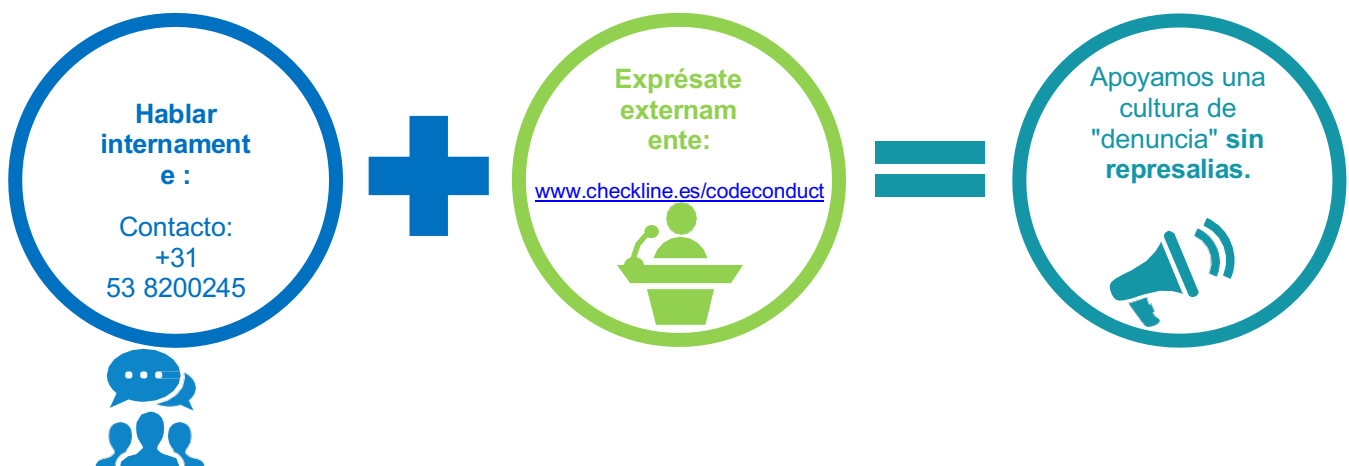 Hablar
internament
e :
Contacto:
+31
53 8200245
Exprésate
externam
ente:
www.checkline.es/codeconduct
Apoyamos una
cultura de
"denuncia" sin
represalias.